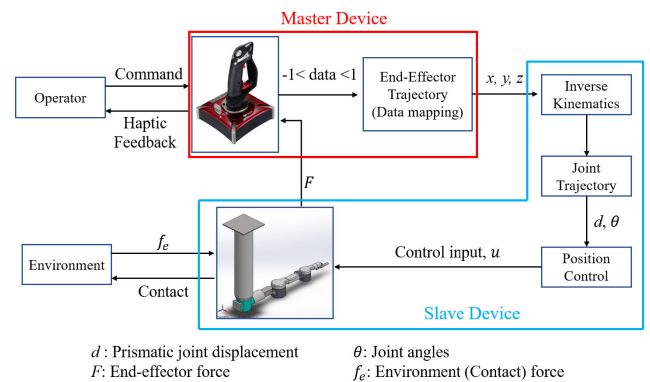 Master Device
Command
Operator
Haptic
Feedback
-1< data <1
End-Effector
Trajectory
(Data mapping)
x, y, z
Inverse
Kinematics
Joint
Trajectory
F
d, θ
fₑ
Environment
Contact
Control input, u
Position
Control
Slave Device
d : Prismatic joint displacement
θ: Joint angles
F: End-effector force
fₑ: Environment (Contact) force